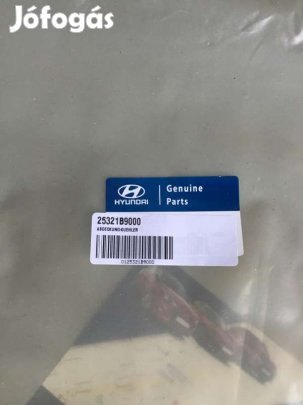 Jófogás
HYUNDAI
Genuine
Parts
25321B9000
ABDECKUNG-KUEHLER
0125321B9000